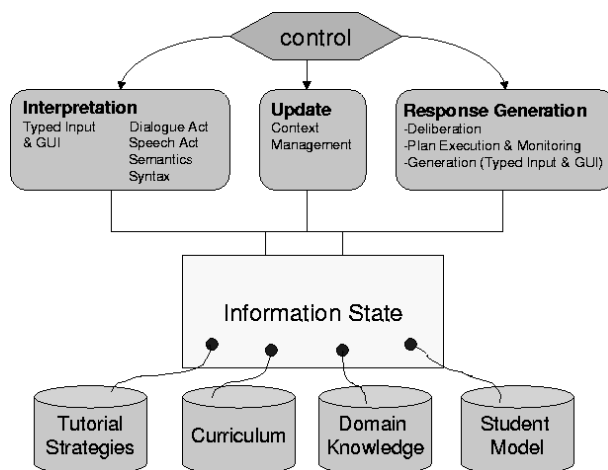 control
Interpretation
Typed Input
& GUI
Dialogue Act
Speech Act
Semantics
Syntax
Update
Context
Management
Response Generation
-Deliberation
-Plan Execution & Monitoring
-Generation (Typed Input & GUI)
Information State
Tutorial
Strategies
Curriculum
Domain
Knowledge
Student
Model